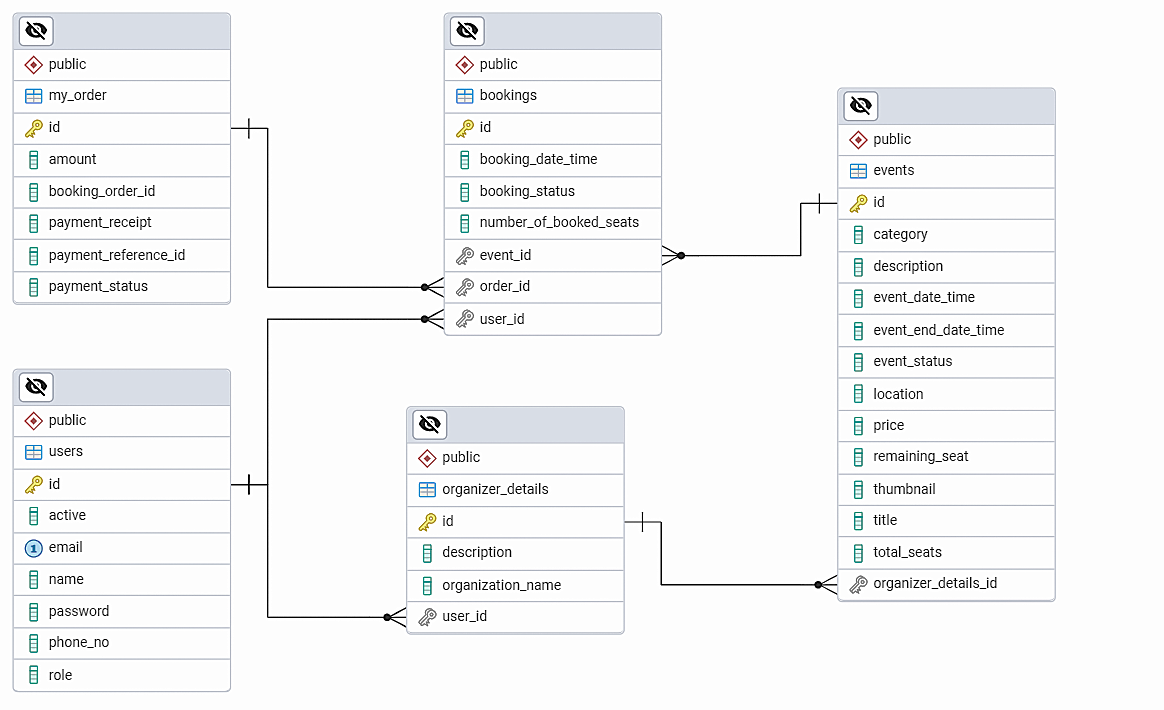 public
my_order
id
amount
booking_order_id
payment_receipt
payment_reference_id
payment_status
public
bookings
id
booking_date_time
booking_status
number_of_booked_seats
event_id
order_id
user_id
public
events
id
category
description
event_date_time
event_end_date_time
event_status
location
price
remaining_seat
thumbnail
title
total_seats
organizer_details_id
public
users
id
active
1
email
name
password
phone_no
role
public
organizer_details
id
description
organization_name
user_id